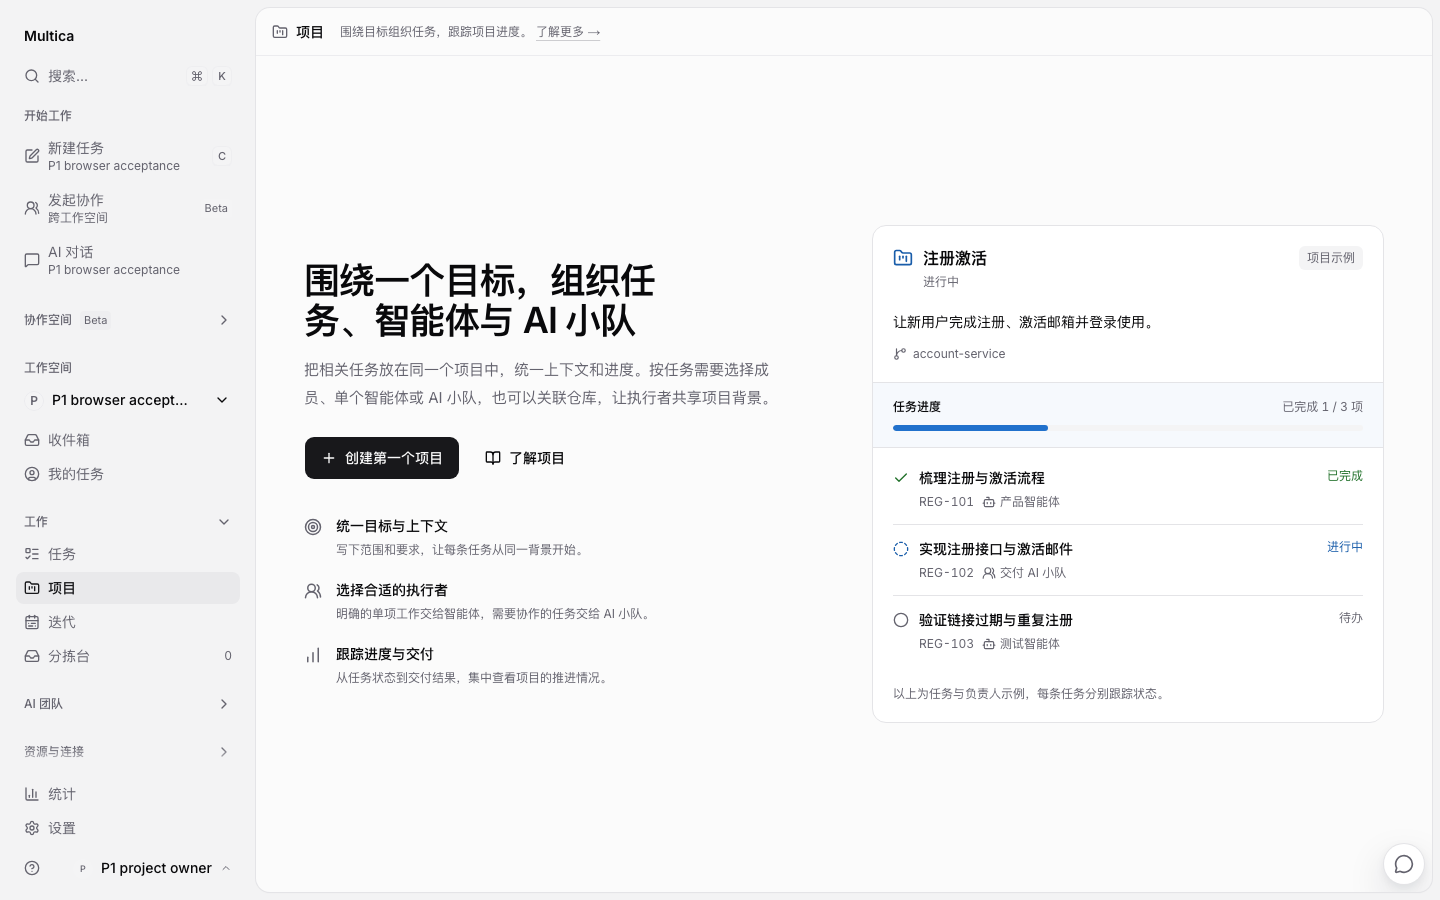 Multica
搜索... ⌘ K
开始工作
新建任务
P1 browser acceptance
C
发起协作
跨工作空间
Beta
AI 对话
P1 browser acceptance
协作空间 Beta
工作空间
P P1 browser accept...
收件箱
我的任务
工作
任务
项目
迭代
分拣台 0
AI 团队
资源与连接
统计
设置
P P1 project owner
项目 围绕目标组织任务，跟踪项目进度。 了解更多 →
围绕一个目标，组织任
务、智能体与 AI 小队
把相关任务放在同一个项目中，统一上下文和进度。按任务需要选择成
员、单个智能体或 AI 小队，也可以关联仓库，让执行者共享项目背景。
创建第一个项目 了解项目
统一目标与上下文
写下范围和要求，让每条任务从同一背景开始。
选择合适的执行者
明确的单项工作交给智能体，需要协作的任务交给 AI 小队。
跟踪进度与交付
从任务状态到交付结果，集中查看项目的推进情况。
注册激活 项目示例
进行中
让新用户完成注册、激活邮箱并登录使用。
account-service
任务进度 已完成 1 / 3 项
梳理注册与激活流程 已完成
REG-101 产品智能体
实现注册接口与激活邮件 进行中
REG-102 交付 AI 小队
验证链接过期与重复注册 待办
REG-103 测试智能体
以上为任务与负责人示例，每条任务分别跟踪状态。